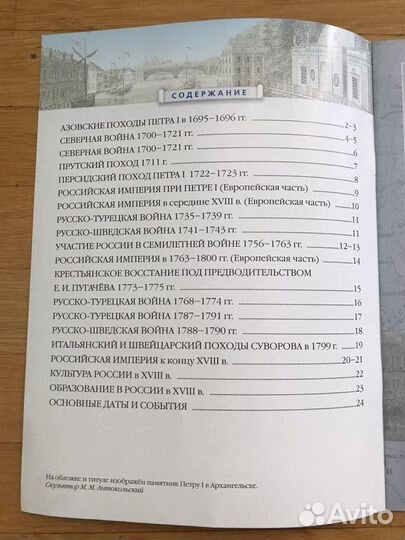 СОДЕРЖАНИЕ
АЗОВСКИЕ ПОХОДЫ ПЕТРА I в 1695–1696 гг. 2–3
СЕВЕРНАЯ ВОЙНА 1700–1721 гг. 4–5
СЕВЕРНАЯ ВОЙНА 1700–1721 гг. 6
ПРУТСКИЙ ПОХОД 1711 г. 7
ПЕРСИДСКИЙ ПОХОД ПЕТРА I 1722–1723 гг. 8
РОССИЙСКАЯ ИМПЕРИЯ ПРИ ПЕТРЕ I (Европейская часть) 9
РОССИЙСКАЯ ИМПЕРИЯ в середине XVIII в. (Европейская часть) 10
РУССКО-ТУРЕЦКАЯ ВОЙНА 1735–1739 гг. 11
РУССКО-ШВЕДСКАЯ ВОЙНА 1741–1743 гг. 11
УЧАСТИЕ РОССИИ В СЕМИЛЕТНЕЙ ВОЙНЕ 1756–1763 гг. 12–13
РОССИЙСКАЯ ИМПЕРИЯ в 1763–1800 гг. (Европейская часть) 14
КРЕСТЬЯНСКОЕ ВОССТАНИЕ ПОД ПРЕДВОДИТЕЛЬСТВОМ
Е. И. ПУГАЧЁВА 1773–1775 гг. 15
РУССКО-ТУРЕЦКАЯ ВОЙНА 1768–1774 гг. 16
РУССКО-ТУРЕЦКАЯ ВОЙНА 1787–1791 гг. 17
РУССКО-ШВЕДСКАЯ ВОЙНА 1788–1790 гг. 18
ИТАЛЬЯНСКИЙ И ШВЕЙЦАРСКИЙ ПОХОДЫ СУВОРОВА в 1799 г. 19
РОССИЙСКАЯ ИМПЕРИЯ к концу XVIII в. 20–21
КУЛЬТУРА РОССИИ в XVIII в. 22
ОБРАЗОВАНИЕ В РОССИИ в XVIII в. 23
ОСНОВНЫЕ ДАТЫ И СОБЫТИЯ 24
На обложке и титуле изображён памятник Петру I в Архангельске.
Скульптор М. М. Антокольский
Avito